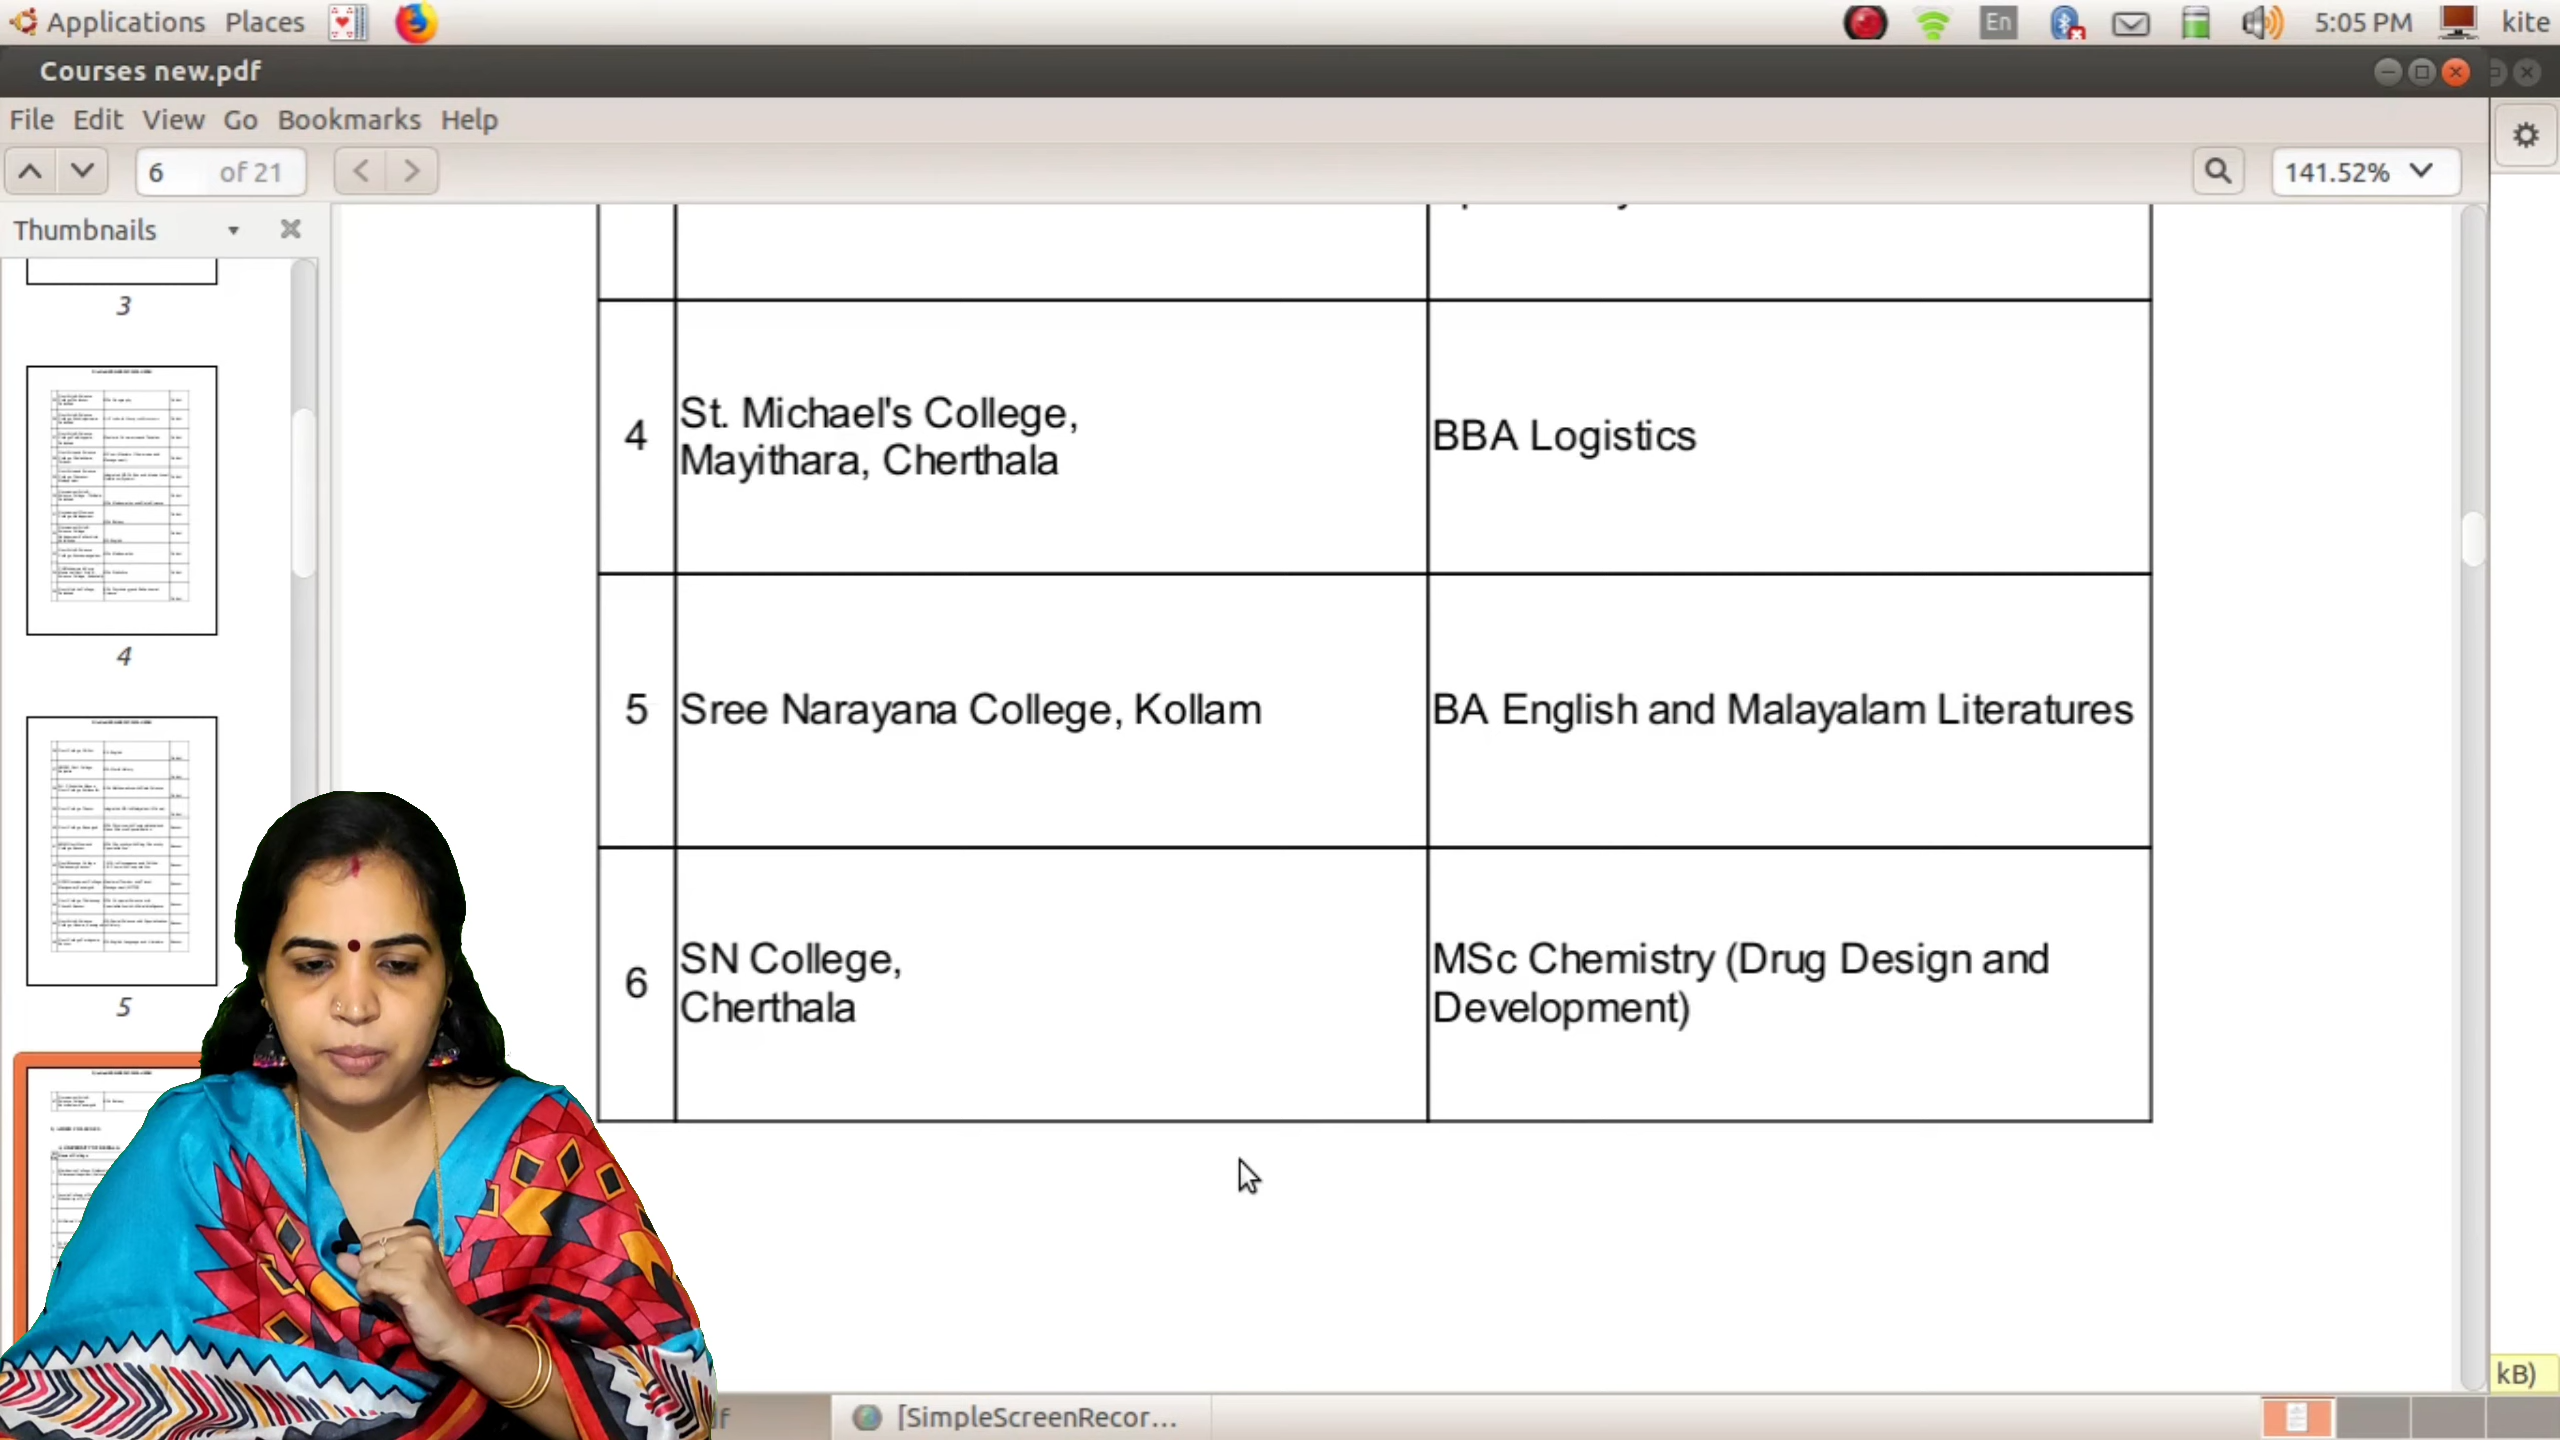 Applications Places
En
5:05 PM
kite
Courses new.pdf
File Edit View Go Bookmarks Help
6 of 21
141.52%
Thumbnails
3
4
5
4
St. Michael's College,
Mayithara, Cherthala
BBA Logistics
5
Sree Narayana College, Kollam
BA English and Malayalam Literatures
6
SN College,
Cherthala
MSc Chemistry (Drug Design and
Development)
kB)
[SimpleScreenRecor...